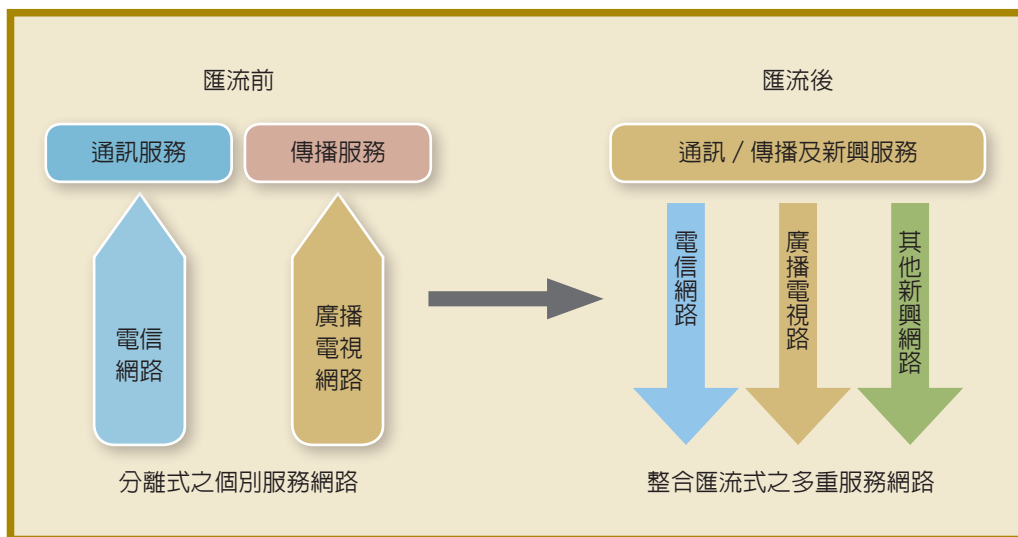 匯流前
通訊服務
傳播服務
電信
網路
廣播
電視
網路
分離式之個別服務網路
匯流後
通訊 / 傳播及新興服務
電信網路
廣播電視路
其他新興網路
整合匯流式之多重服務網路